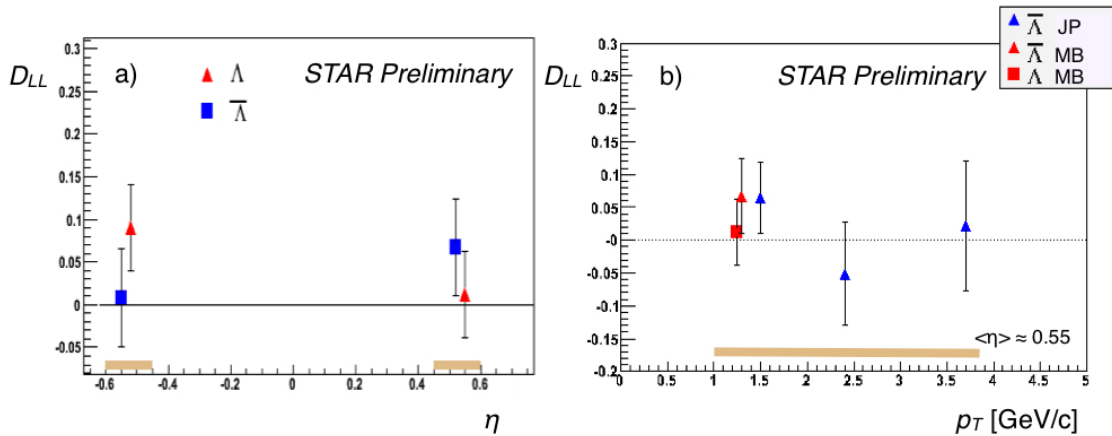 a)
STAR Preliminary
D_LL
Λ
Λ̅
0.3
0.25
0.2
0.15
0.1
0.05
0
-0.05
-0.6
-0.4
-0.2
0
0.2
0.4
0.6
η
b)
STAR Preliminary
D_LL
Λ̅ JP
Λ̅ MB
Λ MB
0.3
0.25
0.2
0.15
0.1
0.05
-0
-0.05
-0.1
-0.15
-0.2
<η> ≈ 0.55
0
0.5
1
1.5
2
2.5
3
3.5
4
4.5
5
p_T [GeV/c]